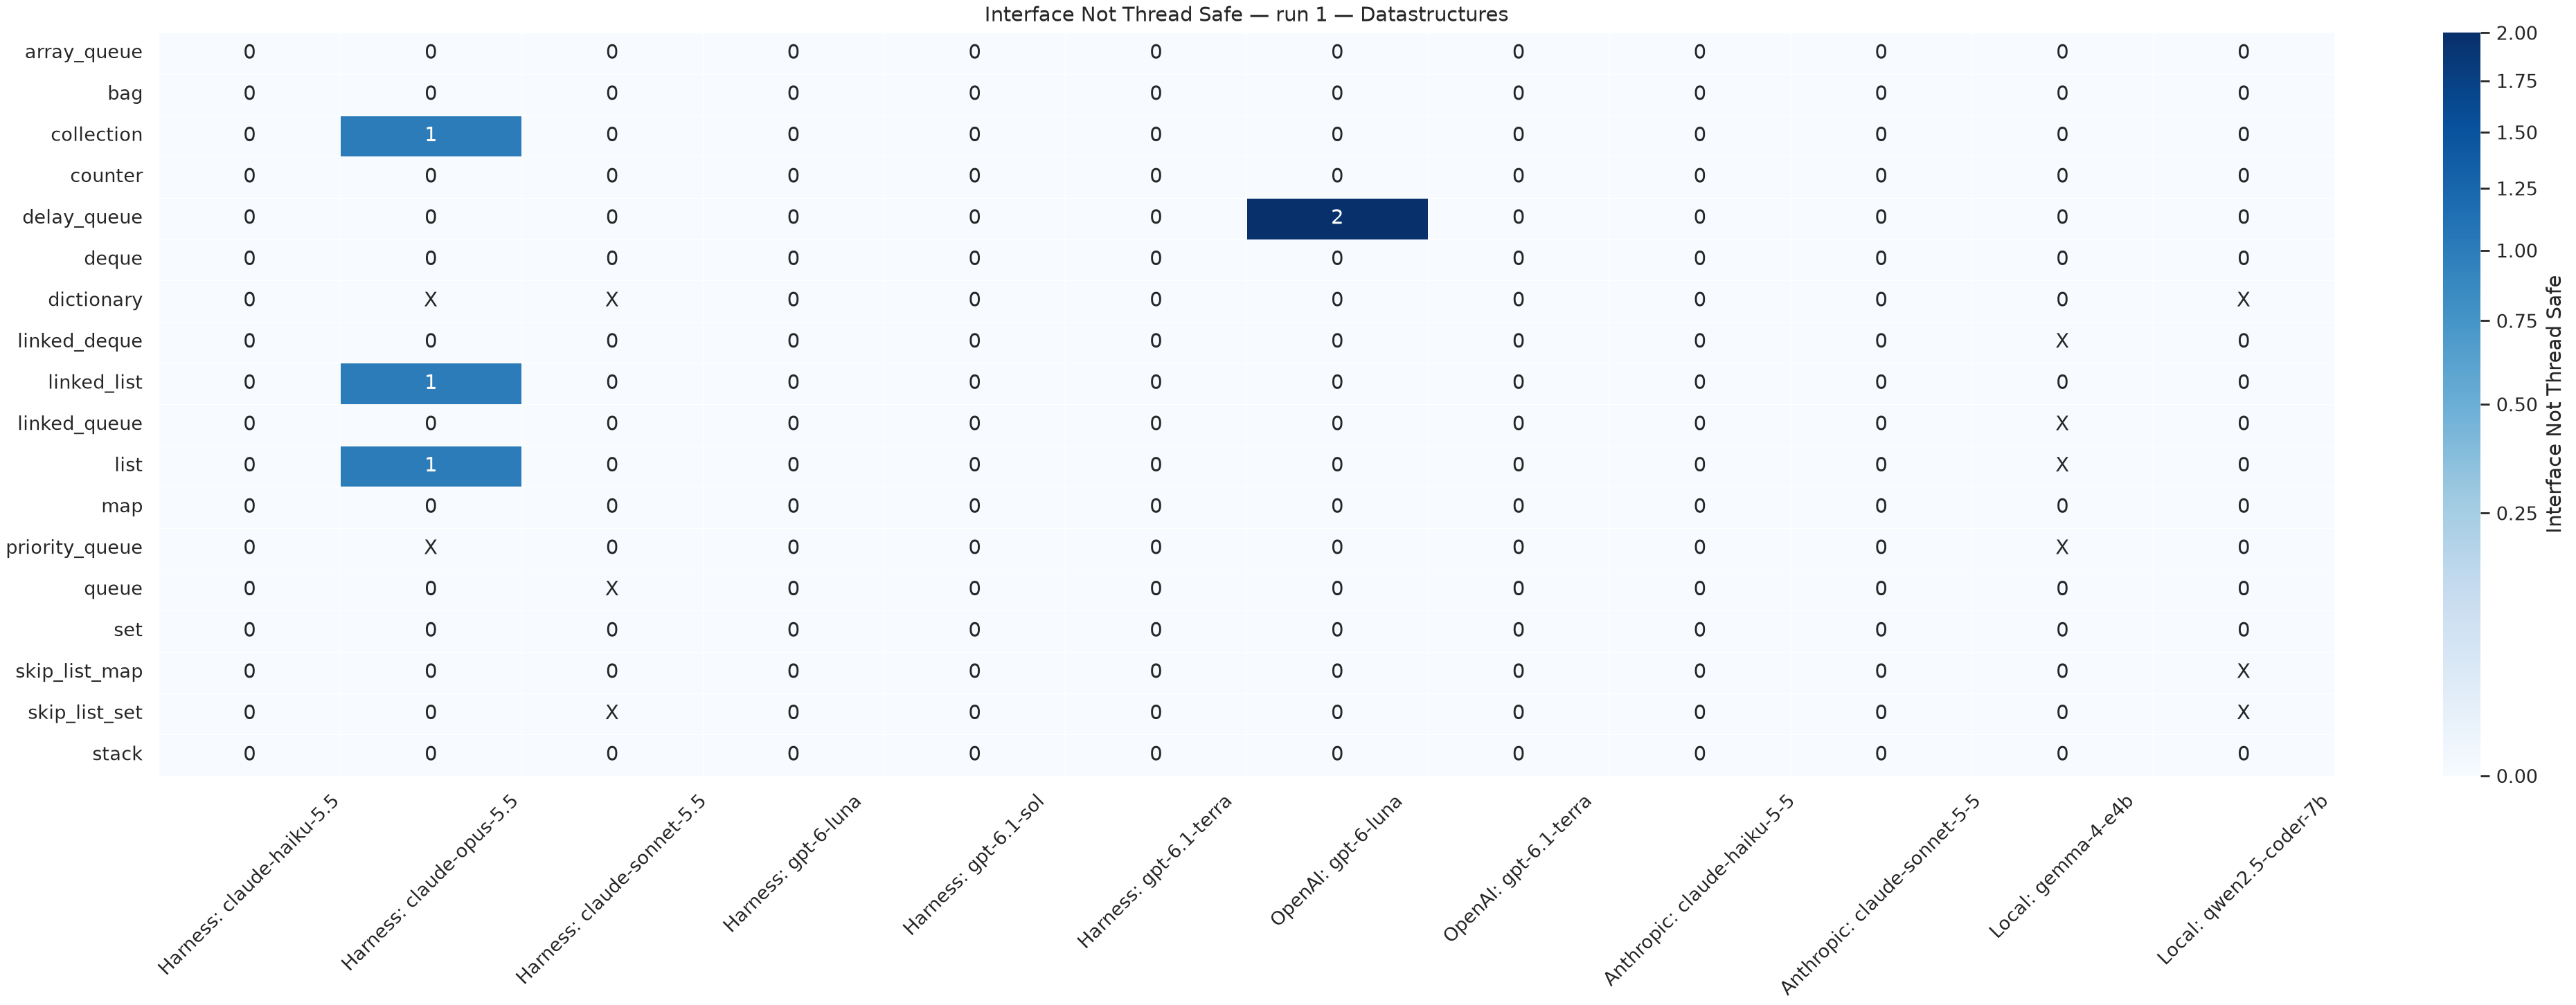 Interface Not Thread Safe — run 1 — Datastructures
array_queue 0 0 0 0 0 0 0 0 0 0 0 0
bag 0 0 0 0 0 0 0 0 0 0 0 0
collection 0 1 0 0 0 0 0 0 0 0 0 0
counter 0 0 0 0 0 0 0 0 0 0 0 0
delay_queue 0 0 0 0 0 0 2 0 0 0 0 0
deque 0 0 0 0 0 0 0 0 0 0 0 0
dictionary 0 X X 0 0 0 0 0 0 0 0 X
linked_deque 0 0 0 0 0 0 0 0 0 0 X 0
linked_list 0 1 0 0 0 0 0 0 0 0 0 0
linked_queue 0 0 0 0 0 0 0 0 0 0 X 0
list 0 1 0 0 0 0 0 0 0 0 X 0
map 0 0 0 0 0 0 0 0 0 0 0 0
priority_queue 0 X 0 0 0 0 0 0 0 0 X 0
queue 0 0 X 0 0 0 0 0 0 0 0 0
set 0 0 0 0 0 0 0 0 0 0 0 0
skip_list_map 0 0 0 0 0 0 0 0 0 0 0 X
skip_list_set 0 0 X 0 0 0 0 0 0 0 0 X
stack 0 0 0 0 0 0 0 0 0 0 0 0
Harness: claude-haiku-5.5
Harness: claude-opus-5.5
Harness: claude-sonnet-5.5
Harness: gpt-6-luna
Harness: gpt-6.1-sol
Harness: gpt-6.1-terra
OpenAI: gpt-6-luna
OpenAI: gpt-6.1-terra
Anthropic: claude-haiku-5-5
Anthropic: claude-sonnet-5-5
Local: gemma-4-e4b
Local: qwen2.5-coder-7b
2.00
1.75
1.50
1.25
1.00
0.75
0.50
0.25
0.00
Interface Not Thread Safe